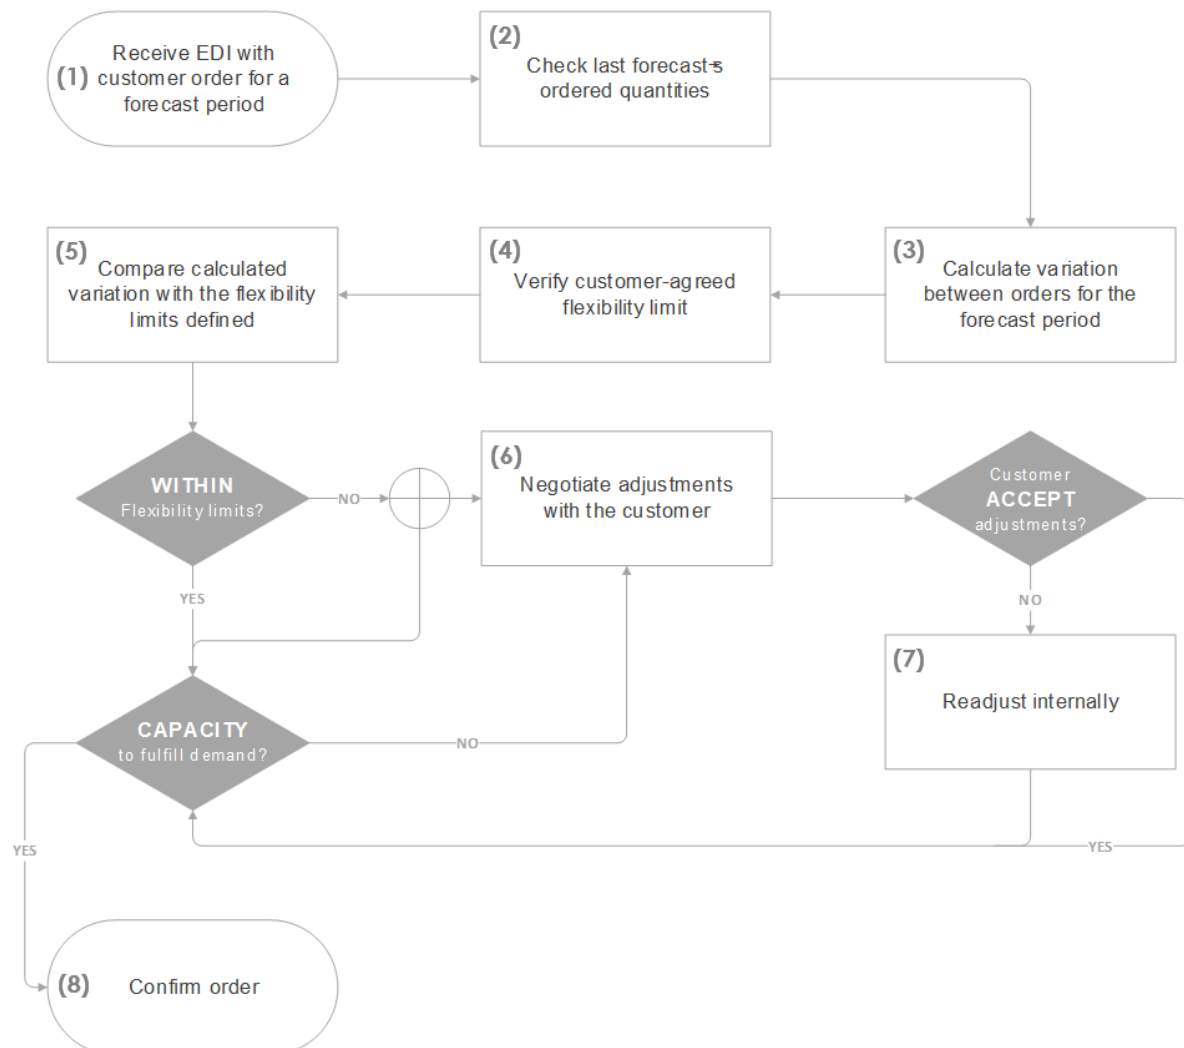 (1)
Receive EDI with
customer order for a
forecast period
(2)
Check last forecast's
ordered quantities
(3)
Calculate variation
between orders for the
forecast period
(4)
Verify customer-agreed
flexibility limit
(5)
Compare calculated
variation with the flexibility
limits defined
WITHIN
Flexibility limits?
NO
YES
(6)
Negotiate adjustments
with the customer
Customer
ACCEPT
adjustments?
NO
(7)
Readjust internally
CAPACITY
to fulfill demand?
NO
YES
YES
(8)
Confirm order